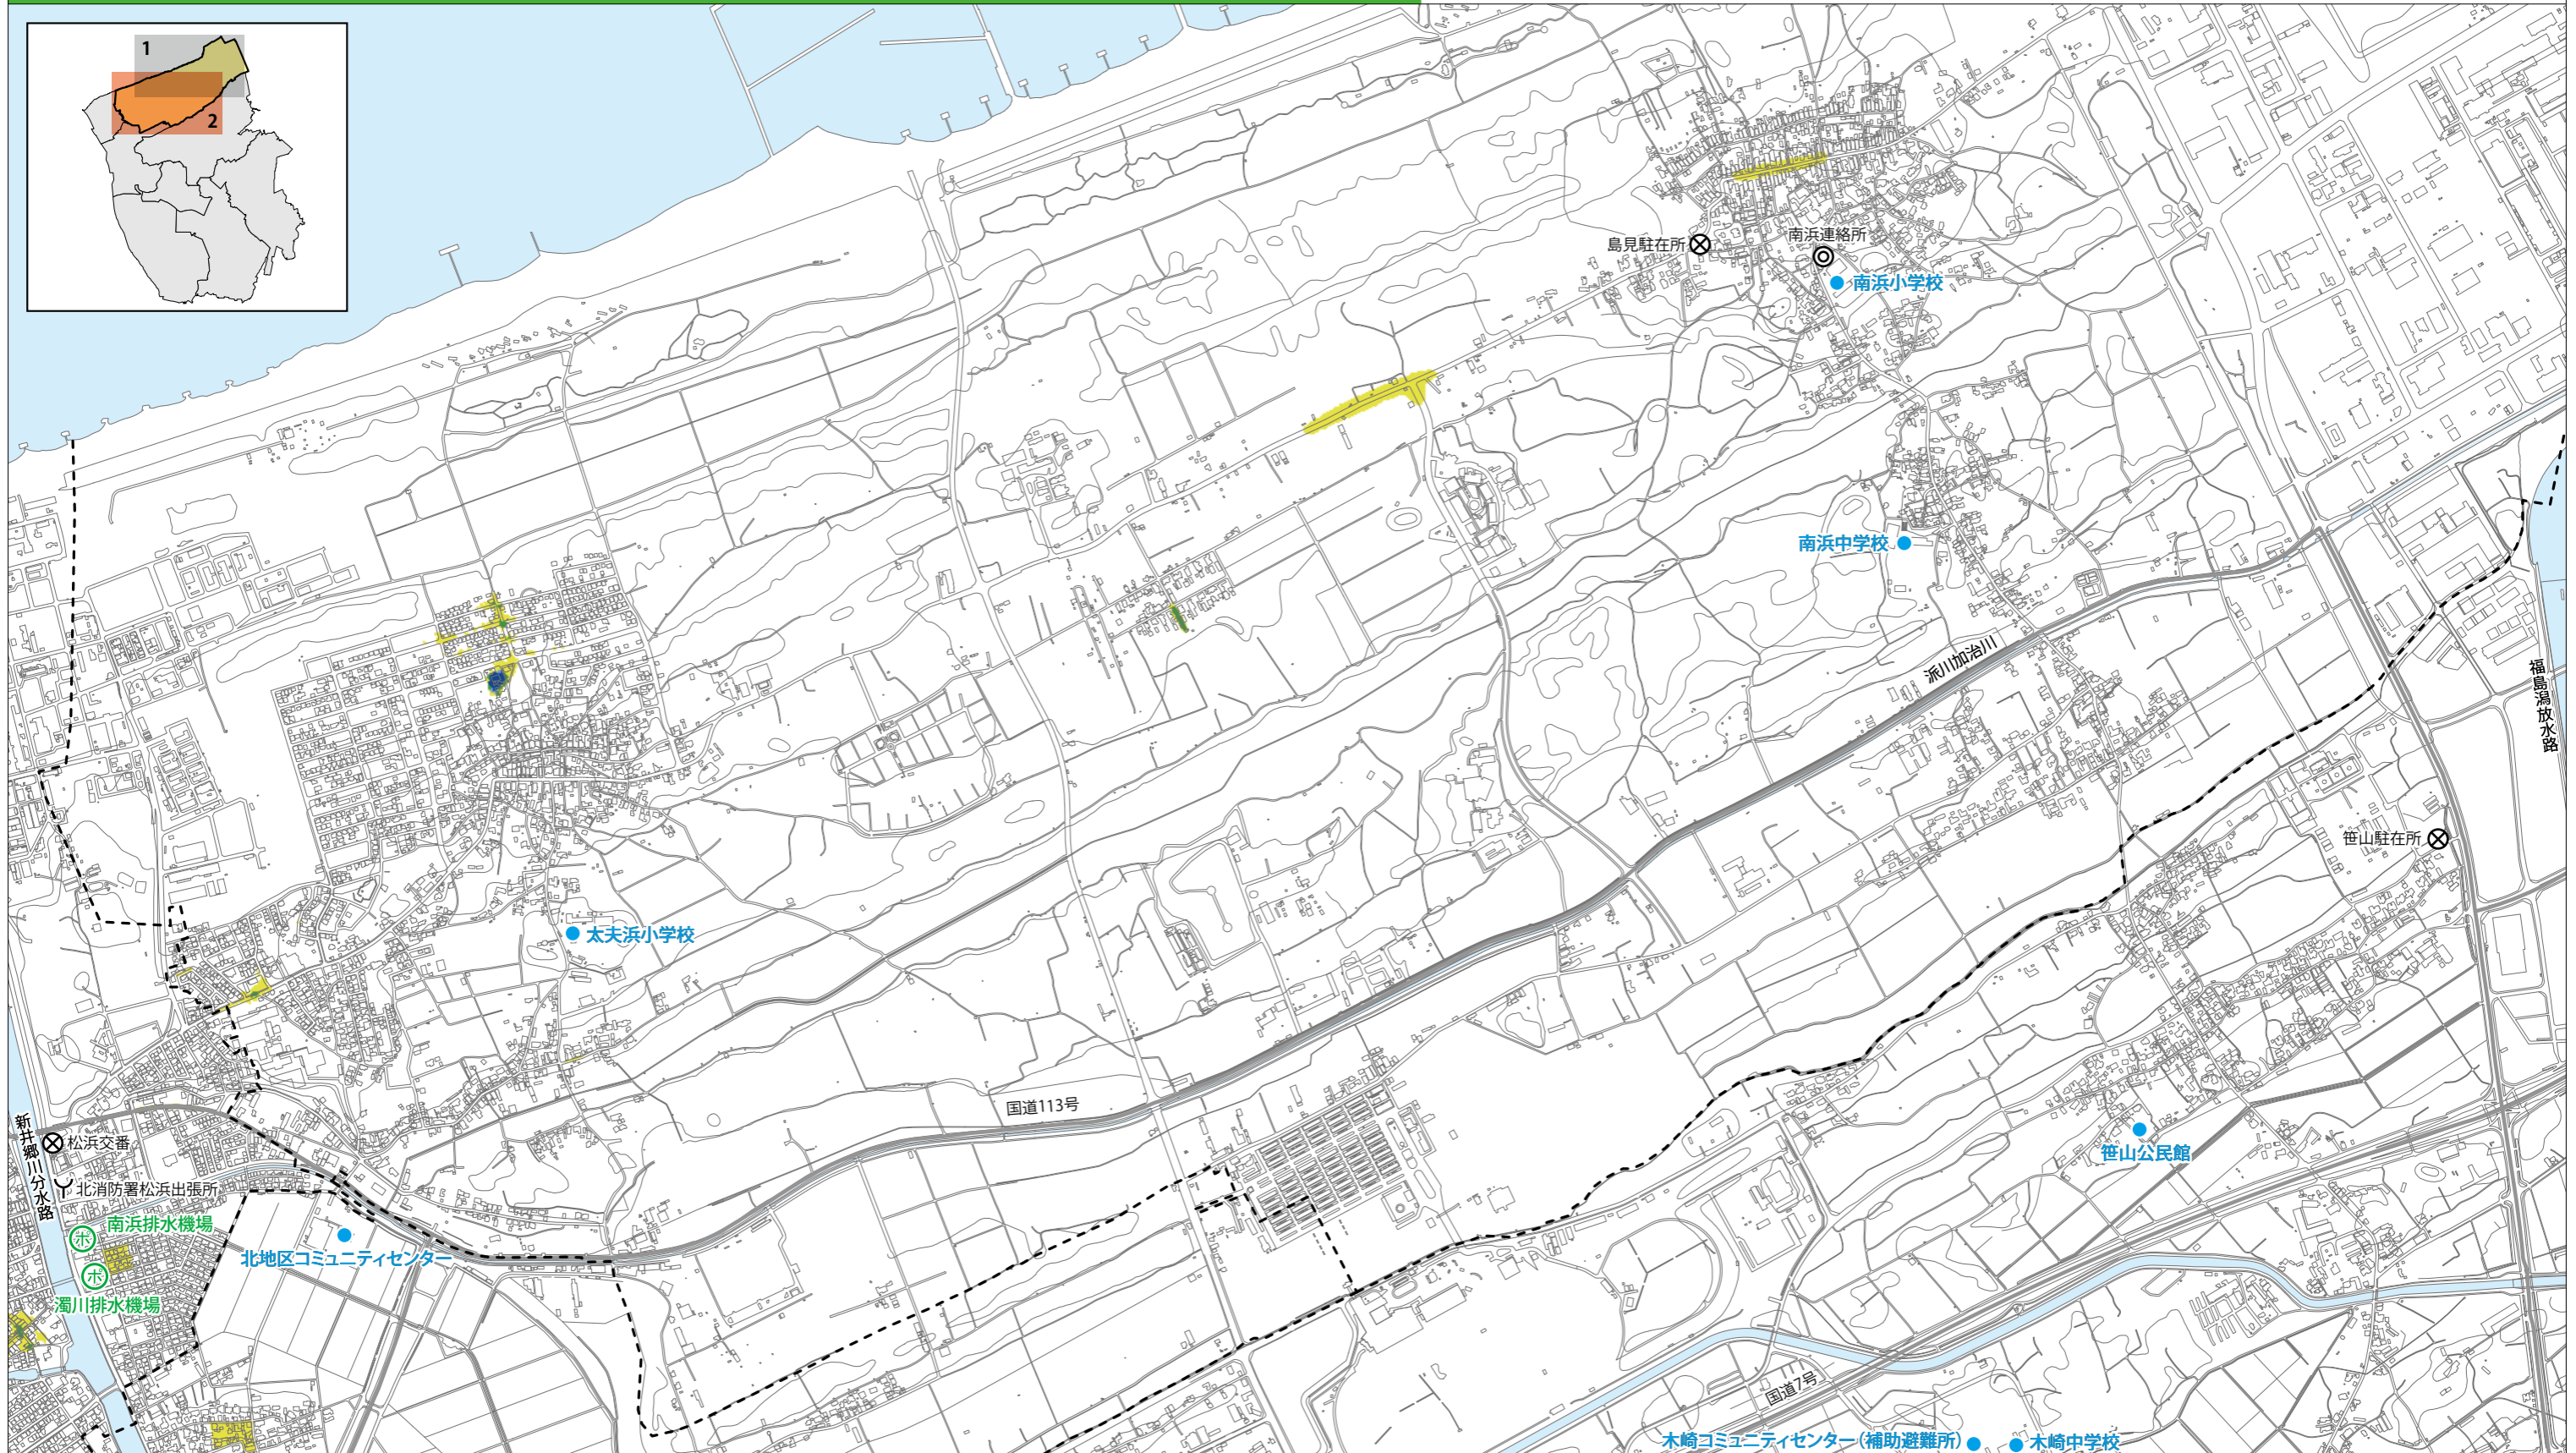 1
2
島見駐在所
南浜連絡所
南浜小学校
南浜中学校
派川加治川
福島潟放水路
笹山駐在所
太夫浜小学校
国道113号
新井郷川分水路
松浜交番
北消防署松浜出張所
笹山公民館
ポ
南浜排水機場
北地区コミュニティセンター
ポ
濁川排水機場
国道7号
木崎コミュニティセンター（補助避難所）
木崎中学校